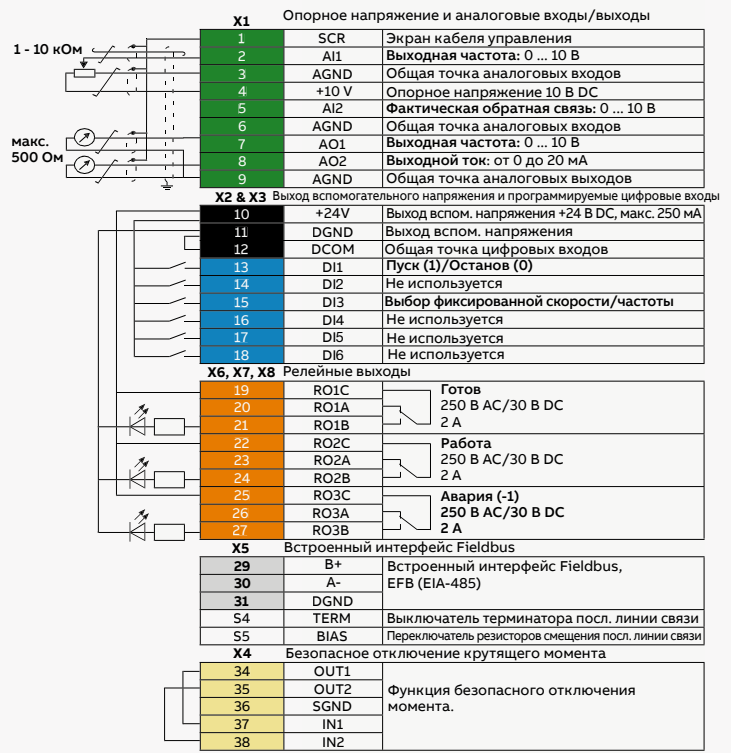 X1 Опорное напряжение и аналоговые входы/выходы
1 - 10 кОм
1 SCR Экран кабеля управления
2 AI1 Выходная частота: 0 ... 10 В
3 AGND Общая точка аналоговых входов
4 +10 V Опорное напряжение 10 В DC
5 AI2 Фактическая обратная связь: 0 ... 10 В
6 AGND Общая точка аналоговых входов
макс.
500 Ом
7 AO1 Выходная частота: 0 ... 10 В
8 AO2 Выходной ток: от 0 до 20 мА
9 AGND Общая точка аналоговых выходов
X2 & X3 Выход вспомогательного напряжения и программируемые цифровые входы
10 +24V Выход вспом. напряжения +24 В DC, макс. 250 мА
11 DGND Выход вспом. напряжения
12 DCOM Общая точка цифровых входов
13 DI1 Пуск (1)/Останов (0)
14 DI2 Не используется
15 DI3 Выбор фиксированной скорости/частоты
16 DI4 Не используется
17 DI5 Не используется
18 DI6 Не используется
X6, X7, X8 Релейные выходы
19 RO1C Готов
20 RO1A 250 В AC/30 В DC
21 RO1B 2 A
22 RO2C Работа
23 RO2A 250 В AC/30 В DC
24 RO2B 2 A
25 RO3C Авария (-1)
26 RO3A 250 В AC/30 В DC
27 RO3B 2 A
X5 Встроенный интерфейс Fieldbus
29 B+ Встроенный интерфейс Fieldbus,
30 A- EFB (EIA-485)
31 DGND
S4 TERM Выключатель терминатора посл. линии связи
S5 BIAS Переключатель резисторов смещения посл. линии связи
X4 Безопасное отключение крутящего момента
34 OUT1
35 OUT2 Функция безопасного отключения
36 SGND момента.
37 IN1
38 IN2